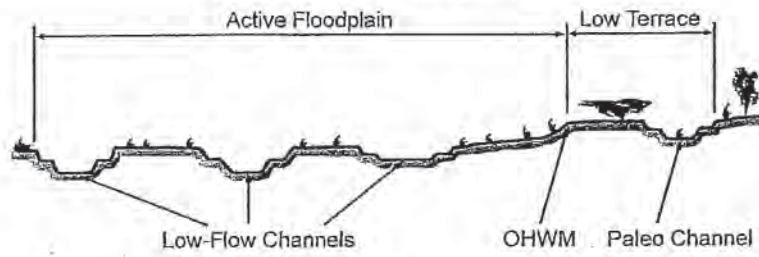 Active Floodplain
Low Terrace
Low-Flow Channels
OHWM
Paleo Channel